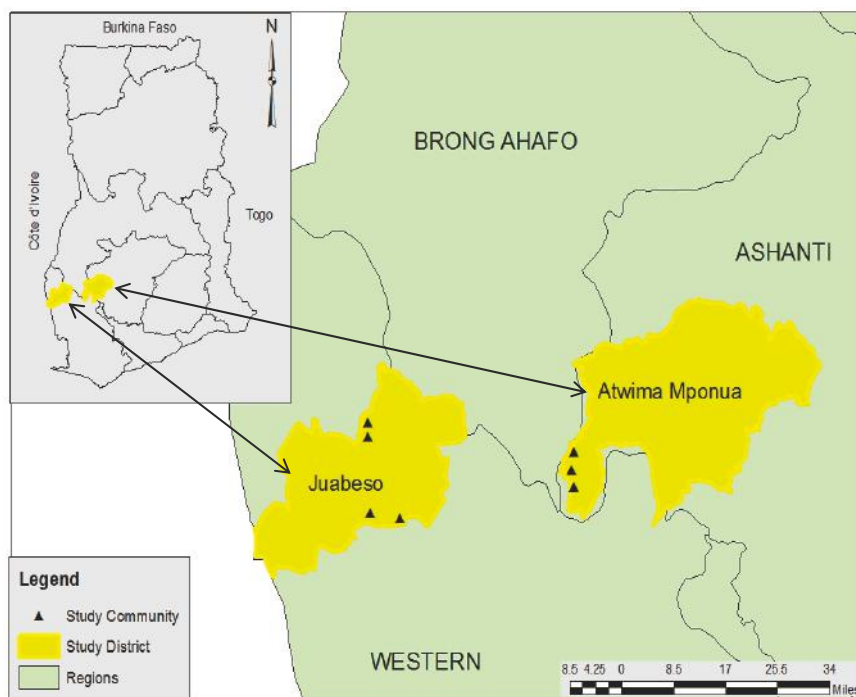 Burkina Faso
N
Côte d'Ivoire
Togo
BRONG AHAFO
ASHANTI
Atwima Mponua
Juabeso
WESTERN
Legend
Study Community
Study District
Regions
8.5 4.25 0 8.5 17 25.5 34
Miles